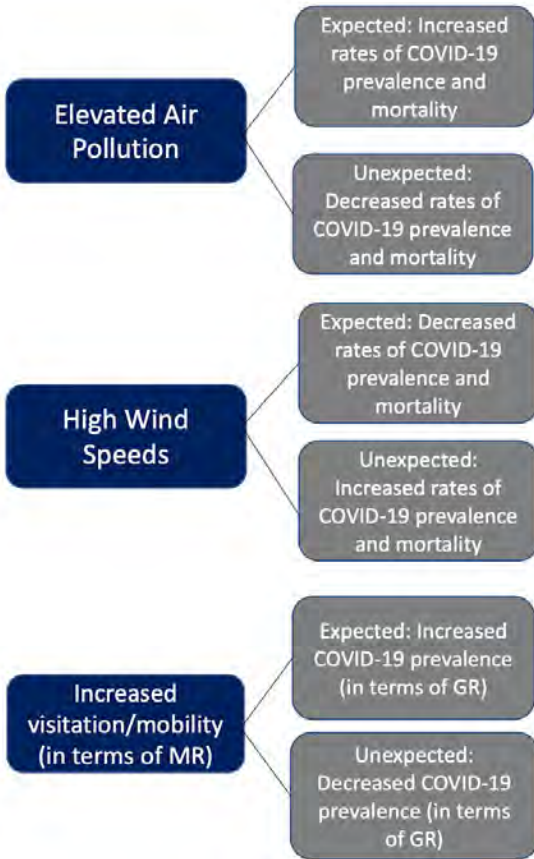 Elevated Air
Pollution
Expected: Increased
rates of COVID-19
prevalence and
mortality
Unexpected:
Decreased rates of
COVID-19 prevalence
and mortality
High Wind
Speeds
Expected: Decreased
rates of COVID-19
prevalence and
mortality
Unexpected:
Increased rates of
COVID-19 prevalence
and mortality
Increased
visitation/mobility
(in terms of MR)
Expected: Increased
COVID-19 prevalence
(in terms of GR)
Unexpected:
Decreased COVID-19
prevalence (in terms
of GR)